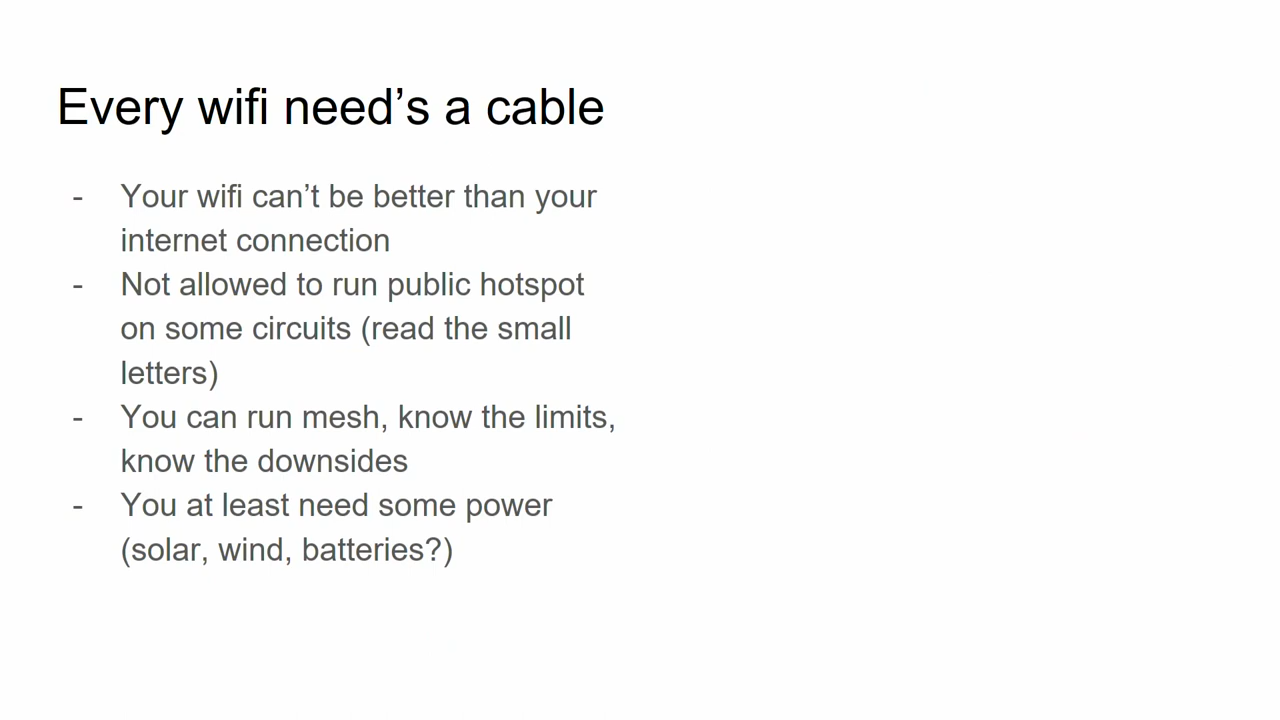 Every wifi need’s a cable
- Your wifi can’t be better than your
internet connection
- Not allowed to run public hotspot
on some circuits (read the small
letters)
- You can run mesh, know the limits,
know the downsides
- You at least need some power
(solar, wind, batteries?)